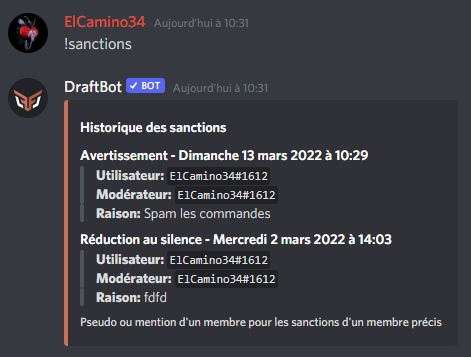 ElCamino34 Aujourd'hui à 10:31
!sanctions
DraftBot ✓ BOT Aujourd'hui à 10:31
Historique des sanctions
Avertissement - Dimanche 13 mars 2022 à 10:29
Utilisateur: ElCamino34#1612
Modérateur: ElCamino34#1612
Raison: Spam les commandes
Réduction au silence - Mercredi 2 mars 2022 à 14:03
Utilisateur: ElCamino34#1612
Modérateur: ElCamino34#1612
Raison: fdfd
Pseudo ou mention d'un membre pour les sanctions d'un membre précis